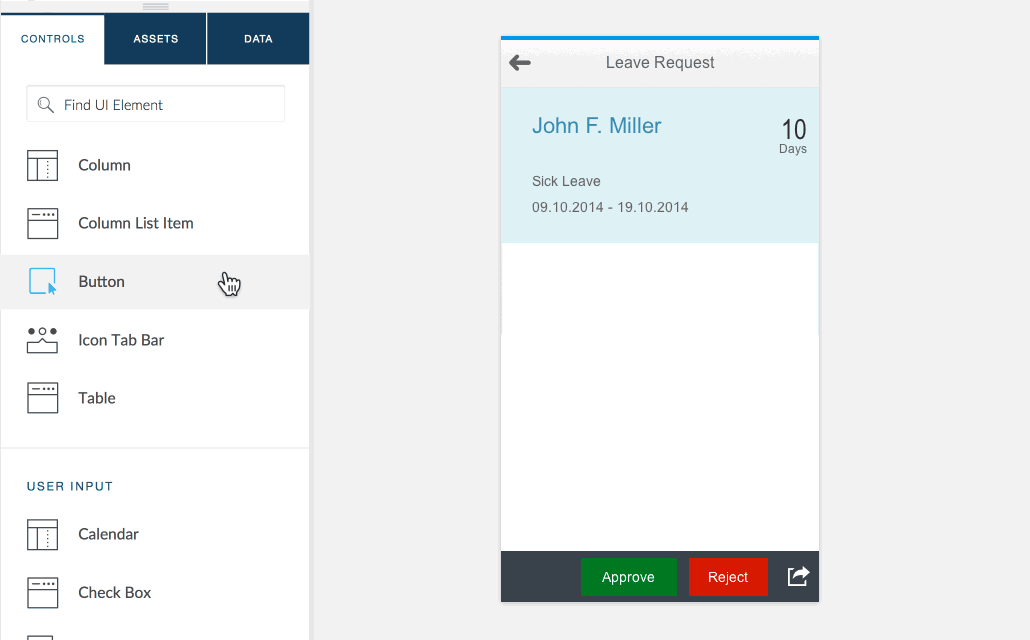 CONTROLS ASSETS DATA
Find UI Element
Column
Column List Item
Button
Icon Tab Bar
Table
USER INPUT
Calendar
Check Box
Leave Request
John F. Miller
10
Days
Sick Leave
09.10.2014 - 19.10.2014
Approve Reject